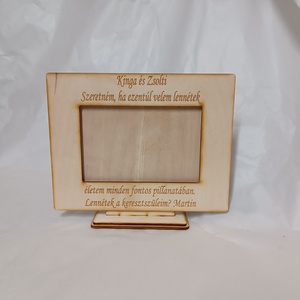 Kinga és Zsolti
Szeretném, ha ezentúl velem lennétek
életem minden fontos pillanatában.
Lennétek a keresztszüleim? Martin